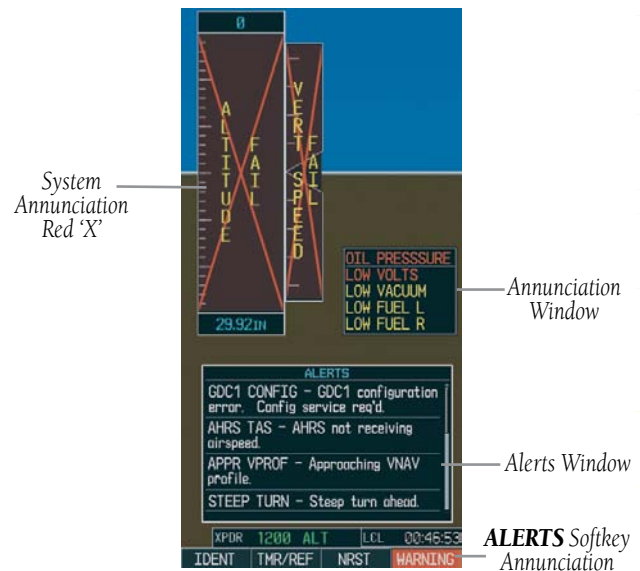 0
ALTITUDE
FAIL
VERT SPEED
FAIL
29.92IN
System
Annunciation
Red ‘X’
OIL PRESSSURE
LOW VOLTS
LOW VACUUM
LOW FUEL L
LOW FUEL R
Annunciation
Window
ALERTS
GDC1 CONFIG – GDC1 configuration
error. Config service req'd.
AHRS TAS – AHRS not receiving
airspeed.
APPR VPROF – Approaching VNAV
profile.
STEEP TURN – Steep turn ahead.
Alerts Window
XPDR 1200 ALT LCL 00:46:53
IDENT TMR/REF NRST WARNING
ALERTS Softkey
Annunciation